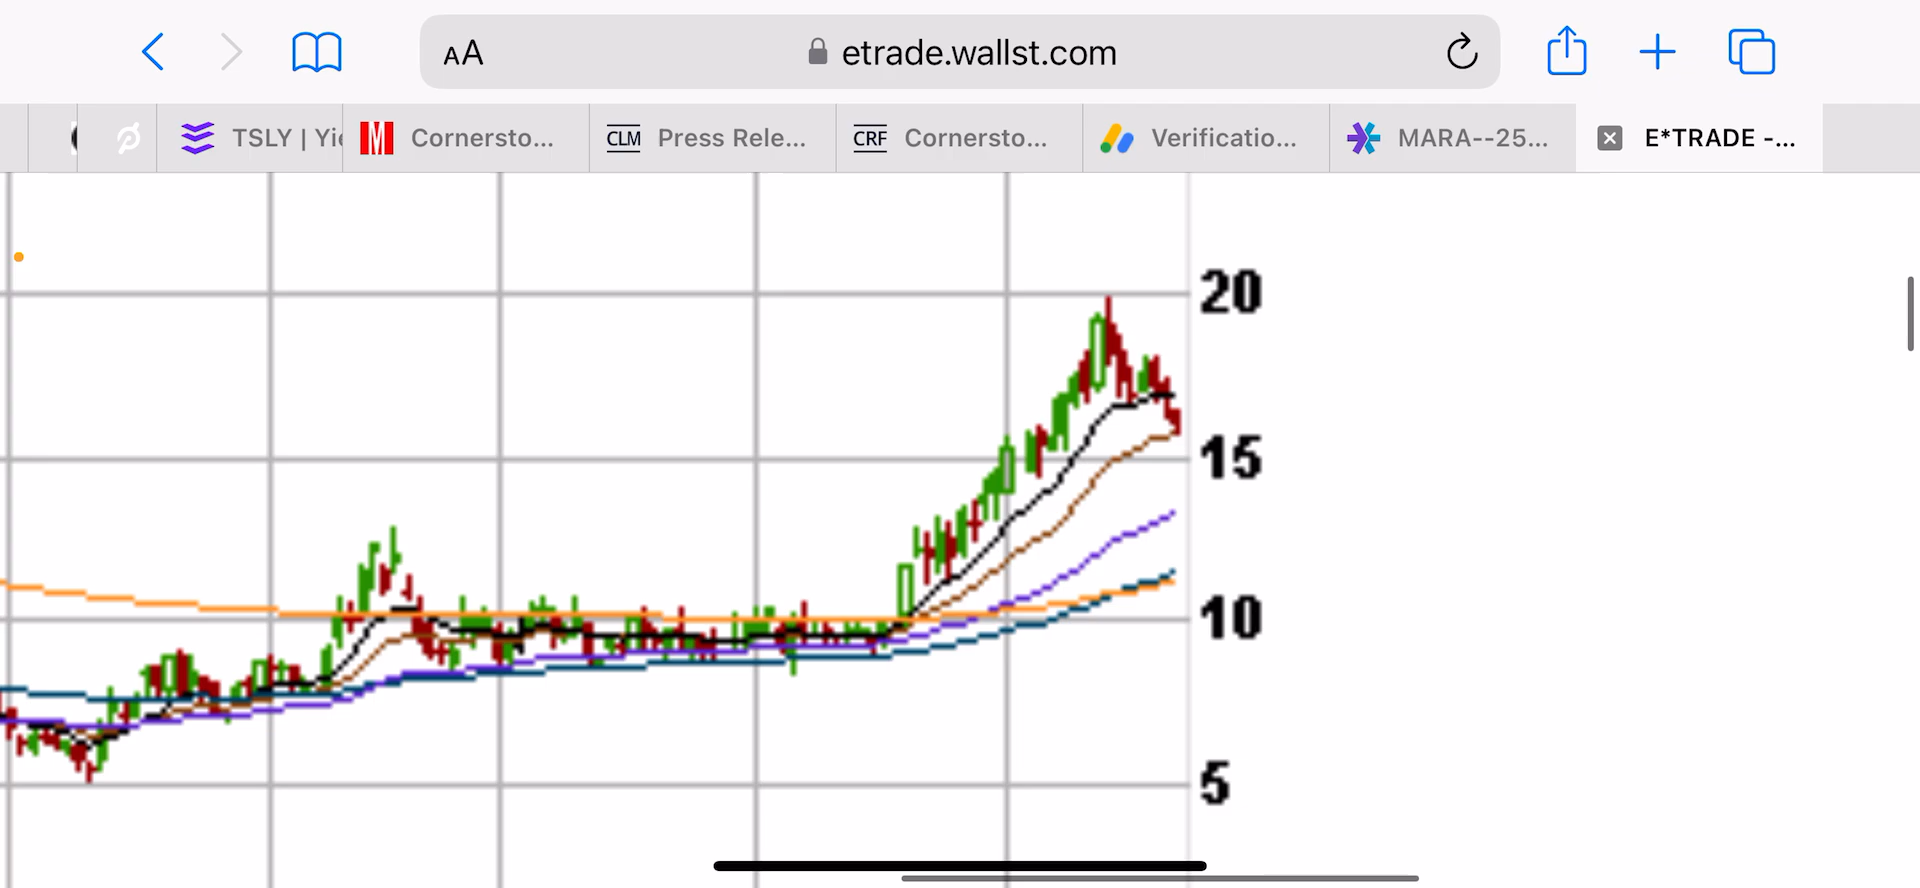 AA etrade.wallst.com
TSLY | Yi
M Cornersto...
CLM Press Rele...
CRF Cornersto...
Verificatio...
MARA--25...
E*TRADE -...
20
15
10
5